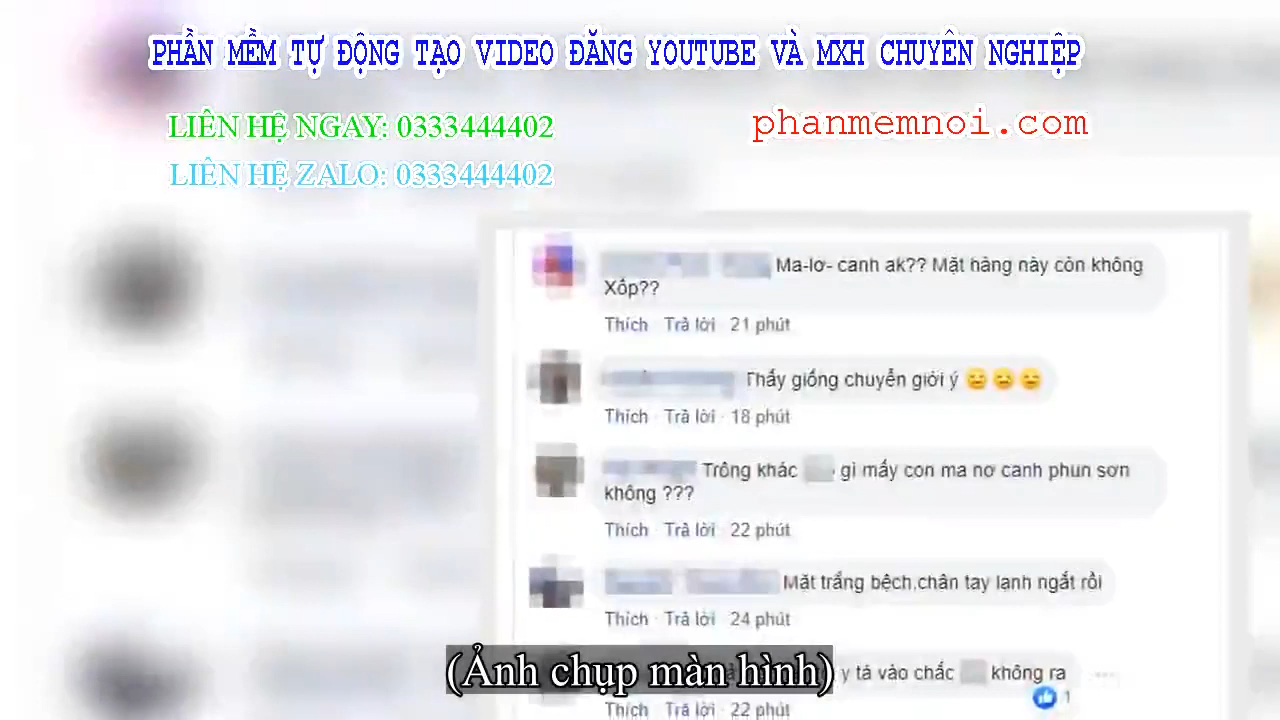 PHẦN MỀM TỰ ĐỘNG TẠO VIDEO ĐĂNG YOUTUBE VÀ MXH CHUYÊN NGHIỆP
LIÊN HỆ NGAY: 0333444402
phanmemnoi.com
LIÊN HỆ ZALO: 0333444402
Ma-lơ- canh ak?? Mặt hàng này còn không
Xốp??
Thích · Trả lời · 21 phút
Thấy giống chuyển giới ý
Thích · Trả lời · 18 phút
Trông khác gì mấy con ma nơ canh phun sơn
không ???
Thích · Trả lời · 22 phút
Mặt trắng bệch,chân tay lạnh ngắt rồi
Thích · Trả lời · 24 phút
(Ảnh chụp màn hình)
y tá vào chắc không ra
1
Thích · Trả lời · 22 phút